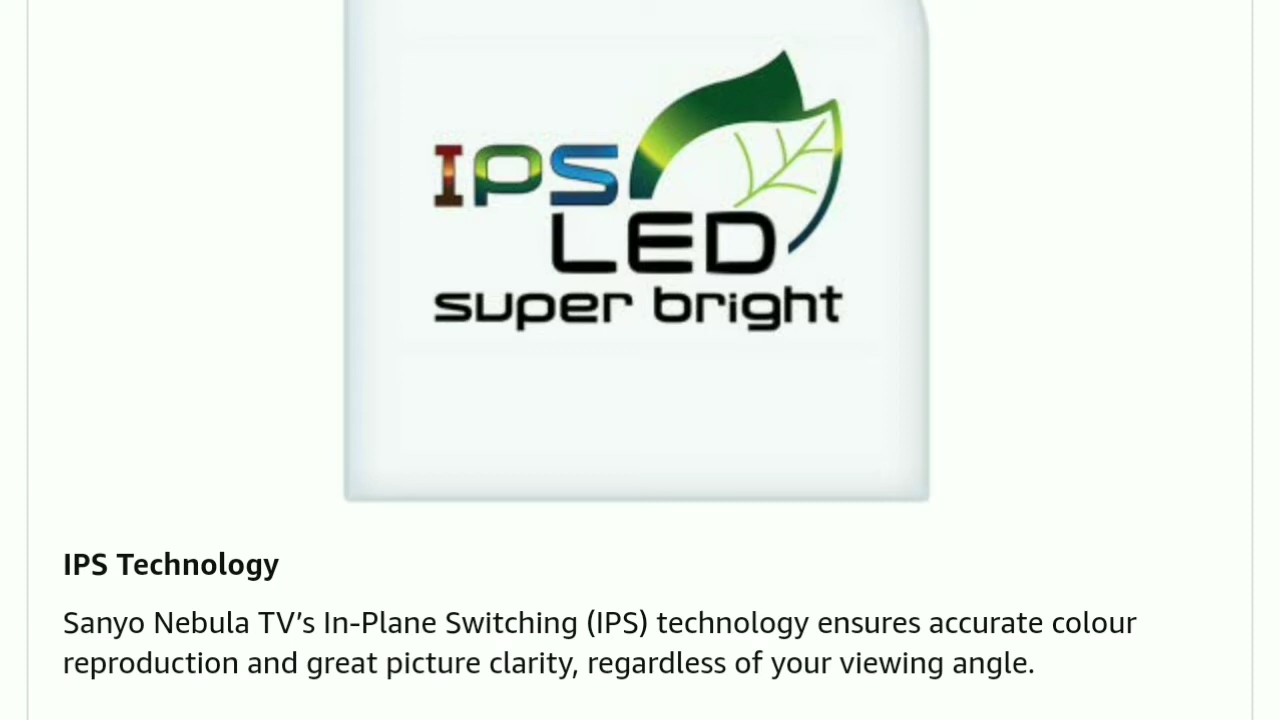 IPS
LED
super bright
IPS Technology
Sanyo Nebula TV’s In-Plane Switching (IPS) technology ensures accurate colour
reproduction and great picture clarity, regardless of your viewing angle.